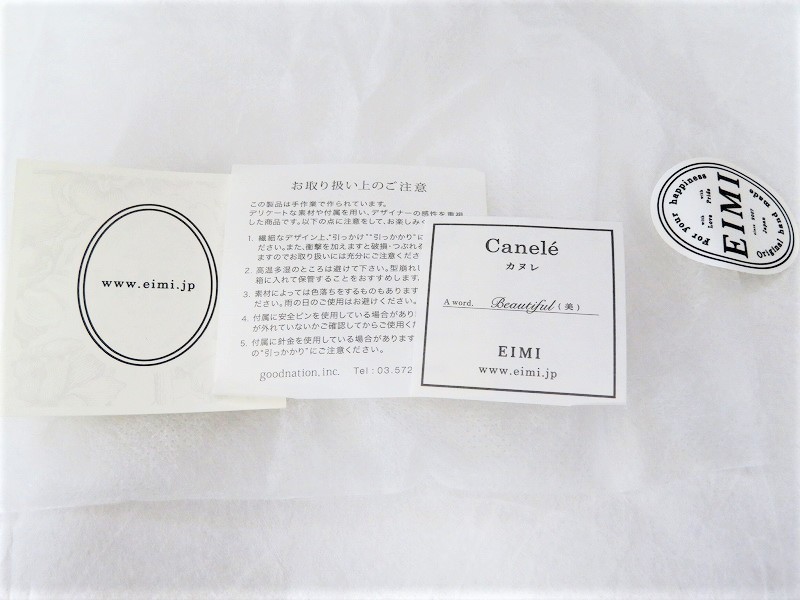 www.eimi.jp
お取り扱い上のご注意
この製品は手作業で作られています。
デリケートな素材や付属を用い、デザイナーの感性を重視
した商品です。以下の点に注意をして、お楽しみく
1. 繊細なデザイン上、"引っかけ""引っかかり"に
ださい。また、衝撃を加えますと破損・つぶれる
ますのでお取り扱いには充分にご注意くださ
2. 高温多湿のところは避けて下さい。型崩れし
箱に入れて保管することをおすすめします。
3. 素材によっては色落ちをするものもあります
ださい。雨の日のご使用はお避けください。
4. 付属に安全ピンを使用している場合があり
が外れていないかご確認してからご使用くだ
5. 付属に針金を使用している場合があります
の"引っかかり"にご注意ください。
goodnation, inc. Tel : 03.572
Canelé
カヌレ
A word. Beautiful (美)
EIMI
www.eimi.jp
For your happiness
with
Love
with
Pride
EIMI
since 2007
Japan
Original hand made